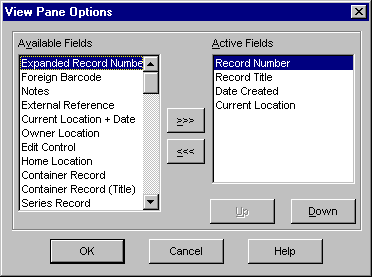 View Pane Options
Available Fields
Expanded Record Numbe
Foreign Barcode
Notes
External Reference
Current Location + Date
Owner Location
Edit Control
Home Location
Container Record
Container Record (Title)
Series Record
>>>
<<<
Active Fields
Record Number
Record Title
Date Created
Current Location
Up
Down
OK
Cancel
Help